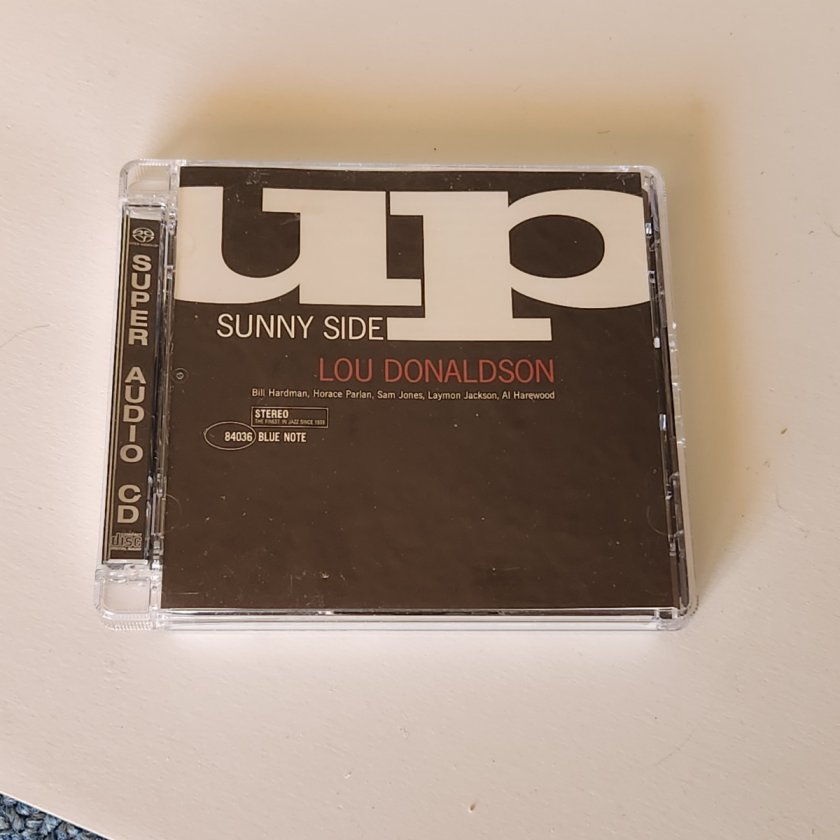 up
SUNNY SIDE
LOU DONALDSON
Bill Hardman, Horace Parlan, Sam Jones, Laymon Jackson, Al Harewood
STEREO
THE FINEST IN JAZZ SINCE 1939
84036 BLUE NOTE
SUPER AUDIO CD
disc